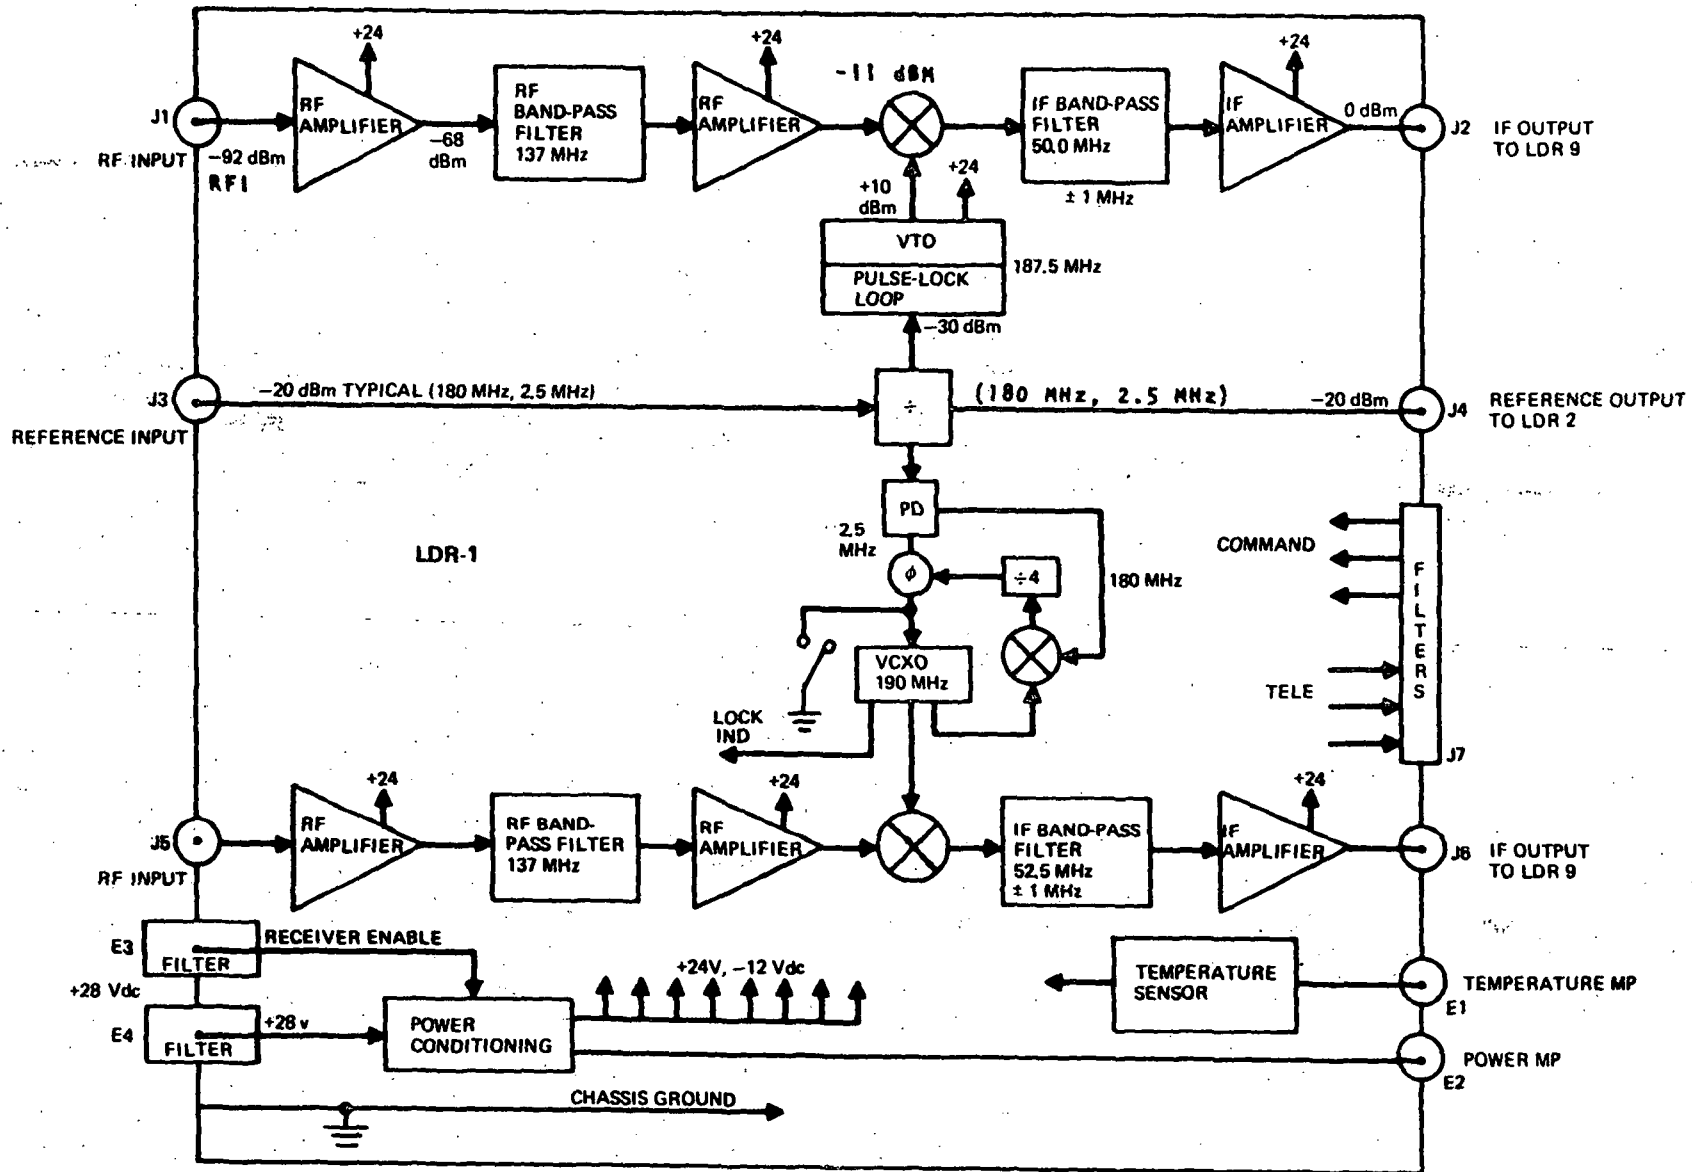 +24
+24
+24
-11 dBM
J1
RF AMPLIFIER
RF
BAND-PASS
FILTER
137 MHz
RF AMPLIFIER
IF BAND-PASS
FILTER
50.0 MHz
± 1 MHz
IF AMPLIFIER
0 dBm
J2
IF OUTPUT
TO LDR 9
RF INPUT
-92 dBm
RFI
-68
dBm
+10
dBm
+24
VTO
PULSE-LOCK
LOOP
187.5 MHz
-30 dBm
J3
REFERENCE INPUT
-20 dBm TYPICAL (180 MHz, 2.5 MHz)
÷
(180 MHz, 2.5 MHz)
-20 dBm
J4
REFERENCE OUTPUT
TO LDR 2
PD
2.5
MHz
LDR-1
φ
÷4
180 MHz
COMMAND
FILTERS
VCXO
190 MHz
TELE
LOCK
IND
J7
+24
+24
+24
J5
RF AMPLIFIER
RF BAND-
PASS FILTER
137 MHz
RF AMPLIFIER
IF BAND-PASS
FILTER
52.5 MHz
± 1 MHz
IF AMPLIFIER
J6
IF OUTPUT
TO LDR 9
RF INPUT
E3
FILTER
RECEIVER ENABLE
+28 Vdc
E4
FILTER
+28 v
POWER
CONDITIONING
+24V, -12 Vdc
TEMPERATURE
SENSOR
TEMPERATURE MP
E1
POWER MP
E2
CHASSIS GROUND